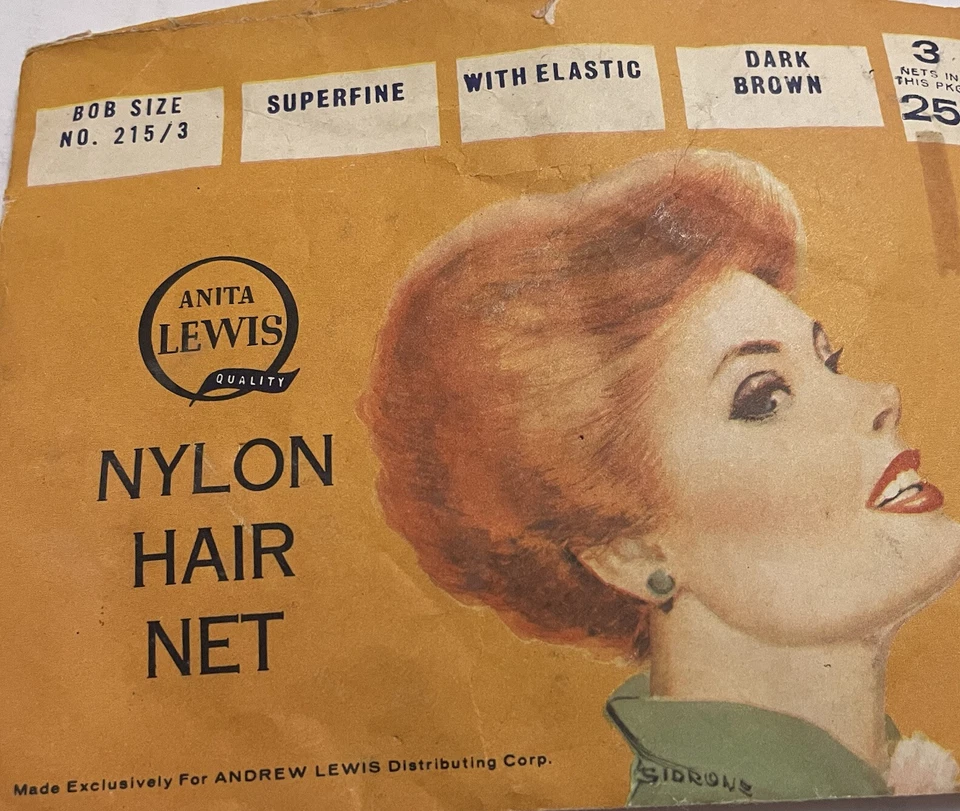 BOB SIZE
NO. 215/3
SUPERFINE
WITH ELASTIC
DARK
BROWN
3
NETS IN
THIS PKG
25
ANITA
LEWIS
QUALITY
NYLON
HAIR
NET
Made Exclusively For ANDREW LEWIS Distributing Corp.
SIDRONE